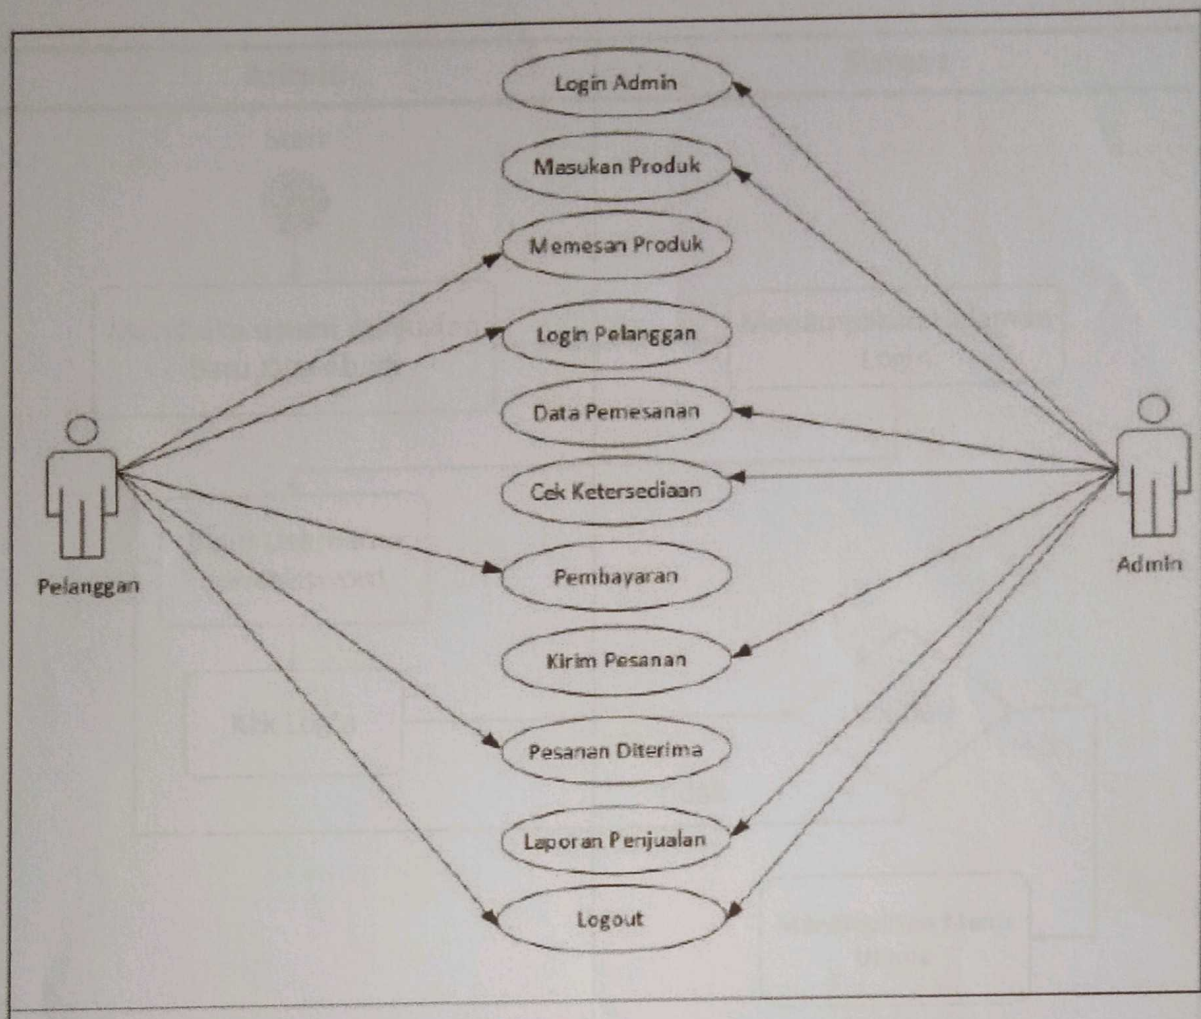 Login Admin
Masukan Produk
Memesan Produk
Login Pelanggan
Data Pemesanan
Cek Ketersediaan
Pembayaran
Kirim Pesanan
Pesanan Diterima
Laporan Penjualan
Logout
Pelanggan
Admin